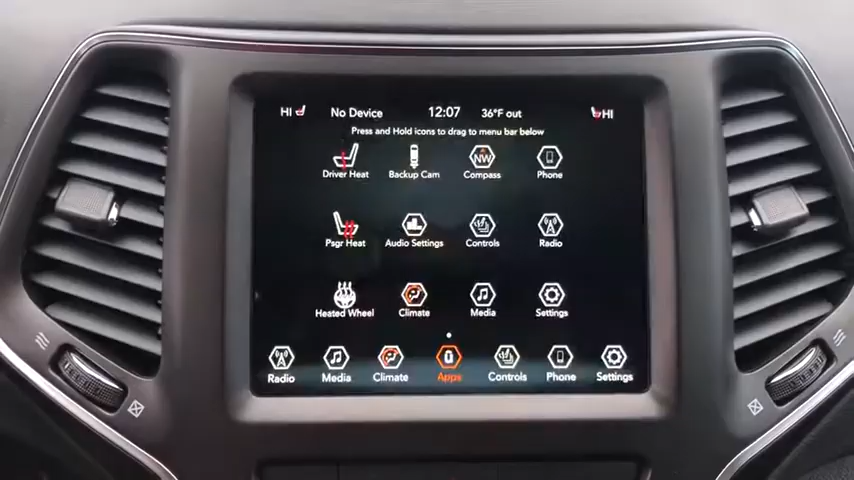 HI No Device 12:07 36°F out HI
Press and Hold icons to drag to menu bar below
Driver Heat Backup Cam NW Compass Phone
Psgr Heat Audio Settings Controls Radio
Heated Wheel Climate Media Settings
Radio Media Climate Apps Controls Phone Settings